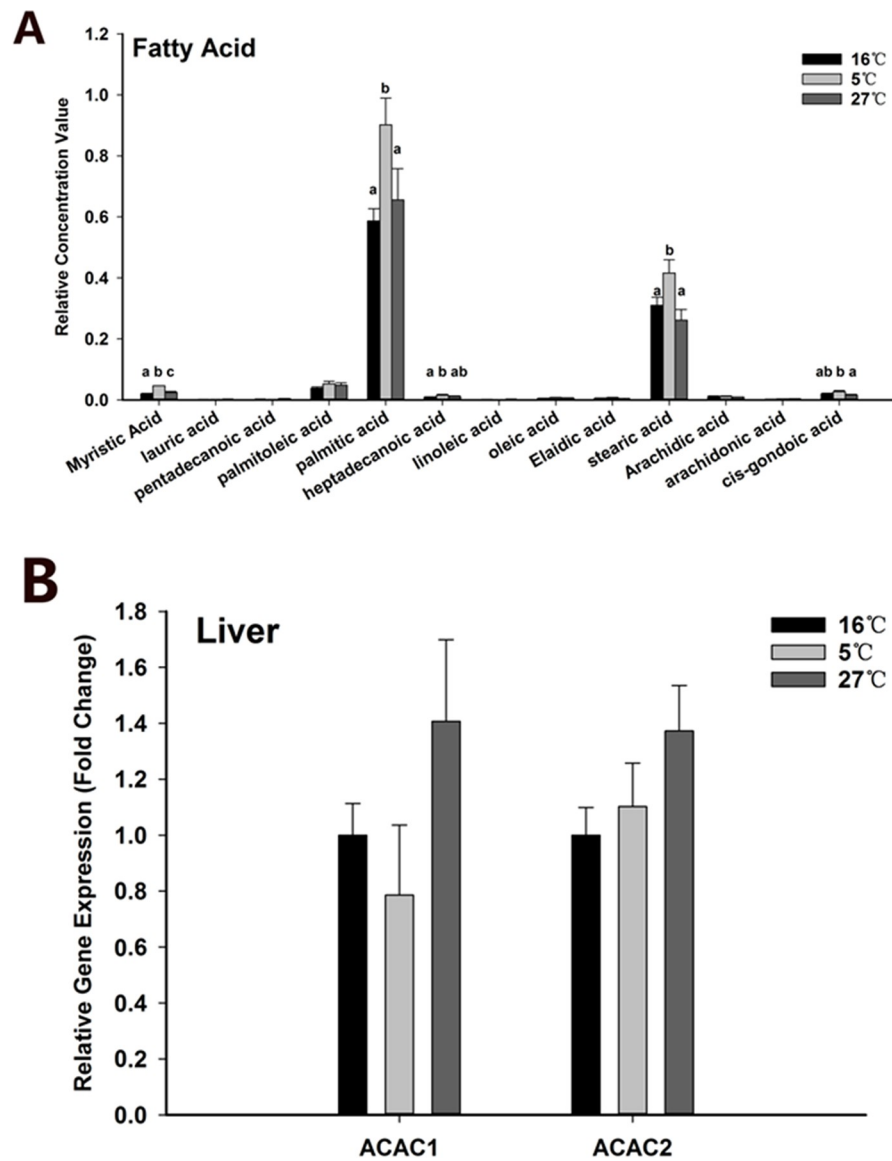 A
Fatty Acid
16℃
5℃
27℃
Relative Concentration Value
1.2
1.0
0.8
0.6
0.4
0.2
0.0
a b c
a
b
a
a b ab
a
b
a
ab b a
Myristic Acid
lauric acid
pentadecanoic acid
palmitoleic acid
palmitic acid
heptadecanoic acid
linoleic acid
oleic acid
Elaidic acid
stearic acid
Arachidic acid
arachidonic acid
cis-gondoic acid
B
Liver
16℃
5℃
27℃
Relative Gene Expression (Fold Change)
1.8
1.6
1.4
1.2
1.0
0.8
0.6
0.4
0.2
0.0
ACAC1
ACAC2